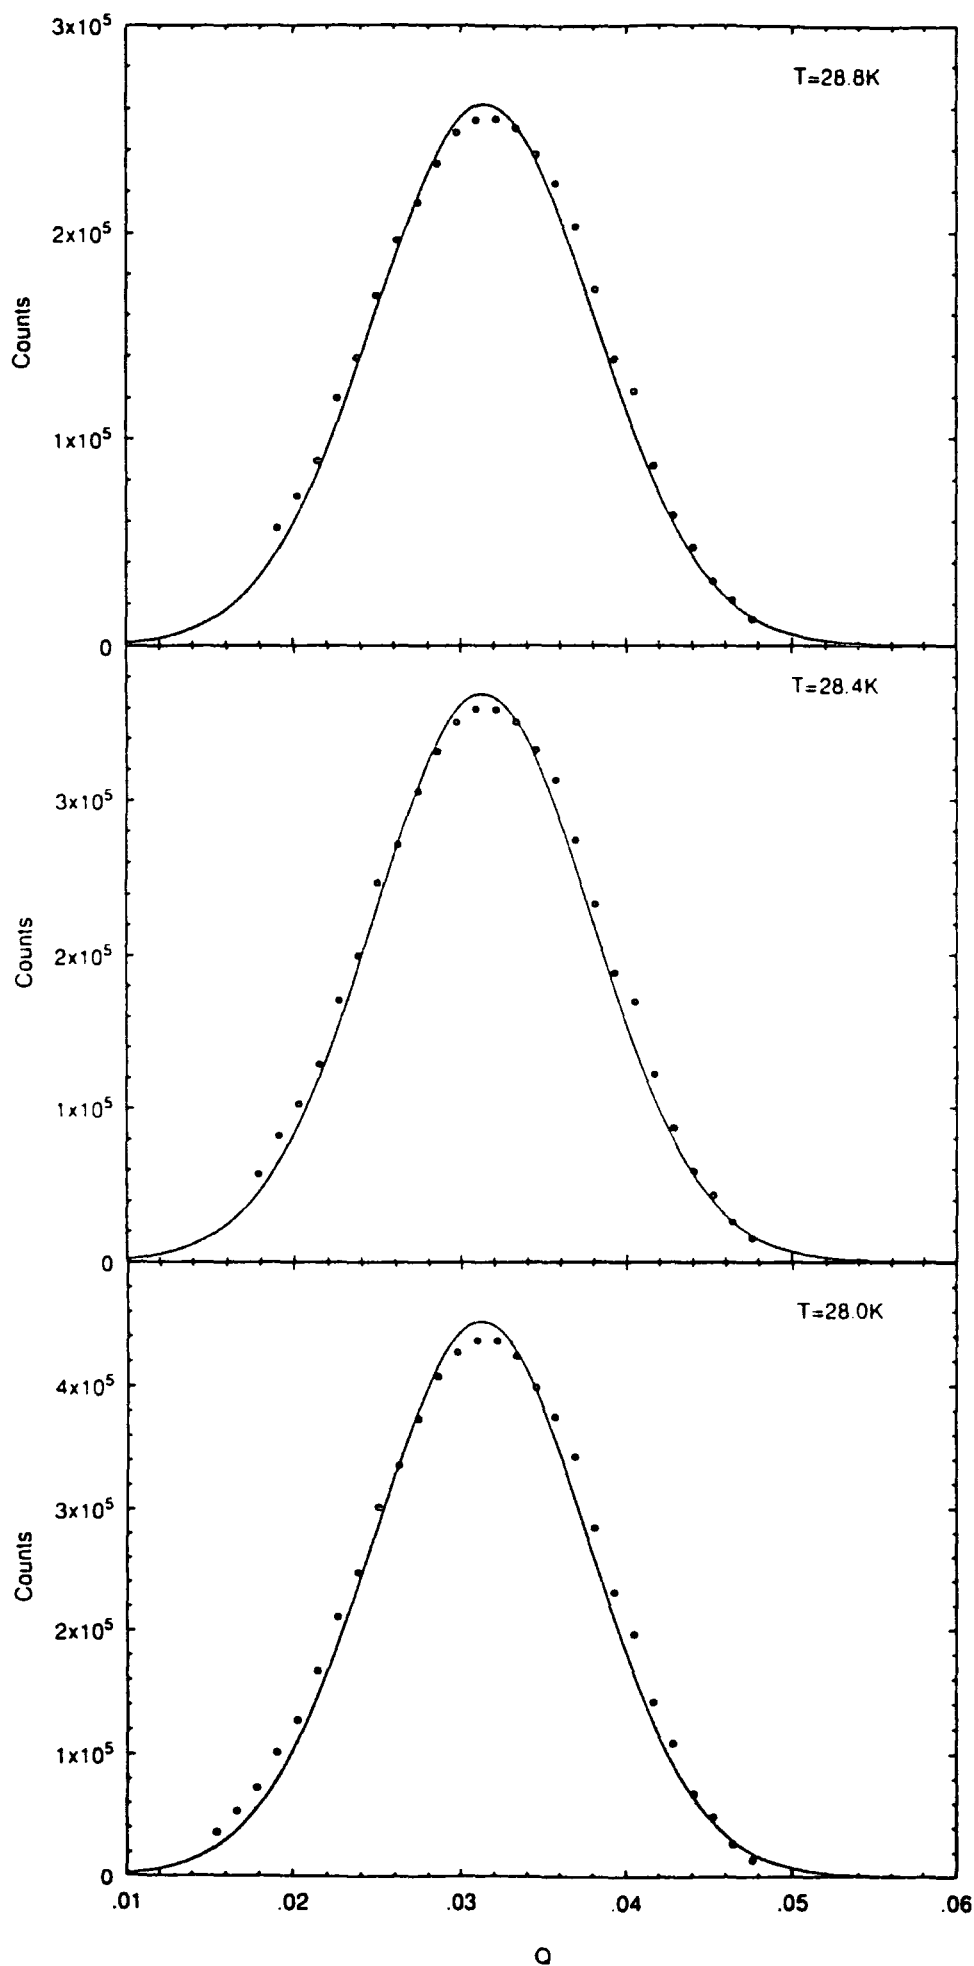 3x10⁵
T=28.8K
2x10⁵
Counts
1x10⁵
0
T=28.4K
3x10⁵
Counts
2x10⁵
1x10⁵
0
T=28.0K
4x10⁵
3x10⁵
Counts
2x10⁵
1x10⁵
0
.01 .02 .03 .04 .05 .06
Q